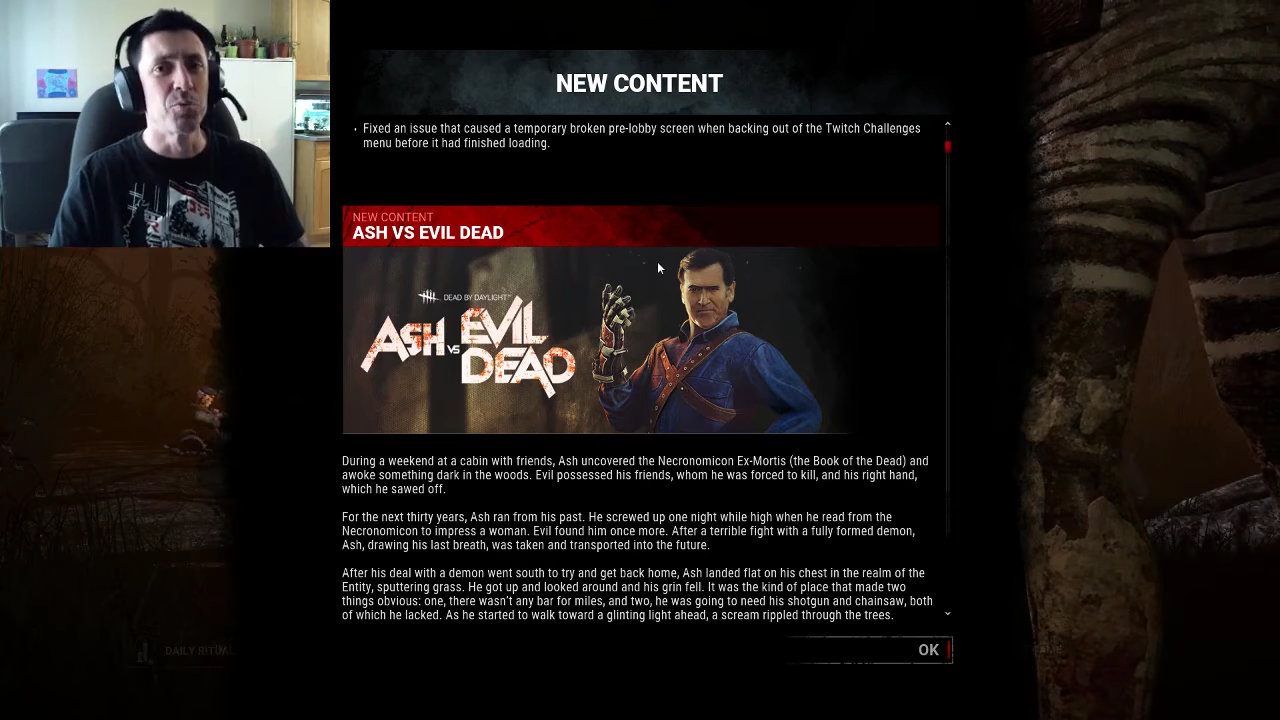 NEW CONTENT
• Fixed an issue that caused a temporary broken pre-lobby screen when backing out of the Twitch Challenges
menu before it had finished loading.
NEW CONTENT
ASH VS EVIL DEAD
DEAD BY DAYLIGHT™
ASH VS EVIL DEAD
During a weekend at a cabin with friends, Ash uncovered the Necronomicon Ex-Mortis (the Book of the Dead) and
awoke something dark in the woods. Evil possessed his friends, whom he was forced to kill, and his right hand,
which he sawed off.
For the next thirty years, Ash ran from his past. He screwed up one night while high when he read from the
Necronomicon to impress a woman. Evil found him once more. After a terrible fight with a fully formed demon,
Ash, drawing his last breath, was taken and transported into the future.
After his deal with a demon went south to try and get back home, Ash landed flat on his chest in the realm of the
Entity, sputtering grass. He got up and looked around and his grin fell. It was the kind of place that made two
things obvious: one, there wasn't any bar for miles, and two, he was going to need his shotgun and chainsaw, both
of which he lacked. As he started to walk toward a glinting light ahead, a scream rippled through the trees.
OK
DAILY RITUAL